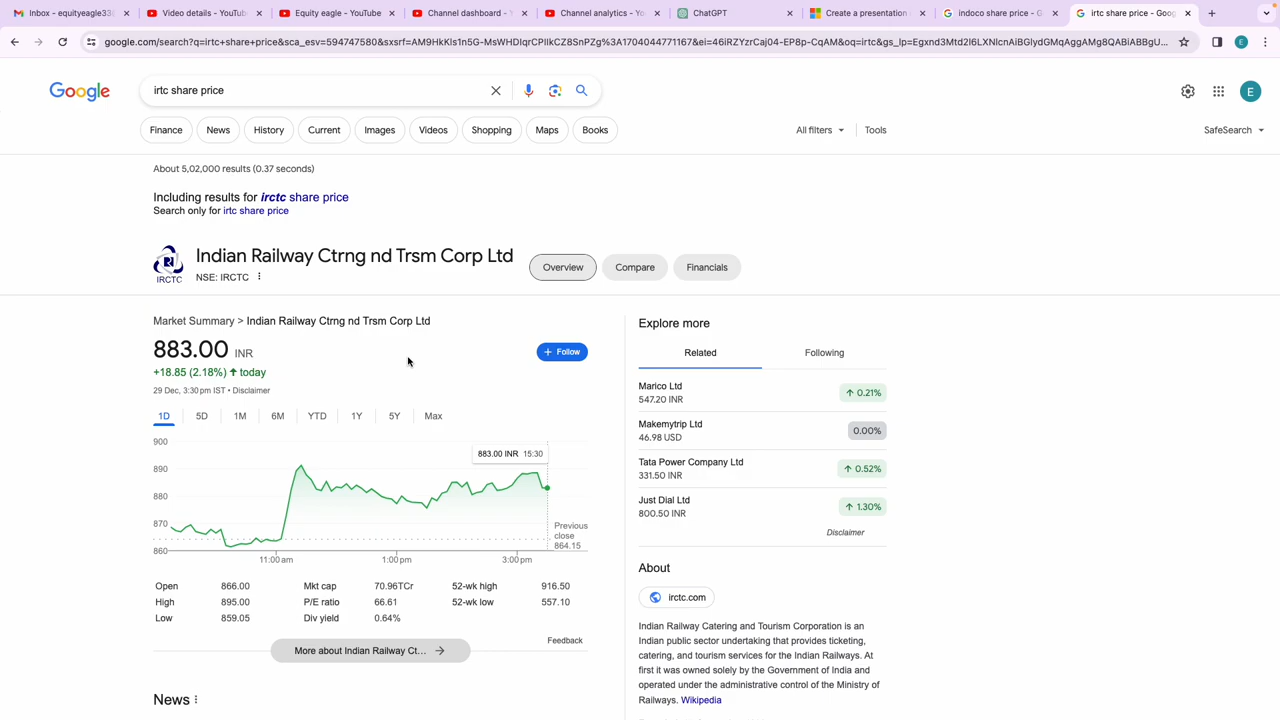 Inbox - equityeagle33
Video details - YouTub
Equity eagle - YouTube
Channel dashboard - Y
Channel analytics - Yo
ChatGPT
Create a presentation
indoco share price - G
irtc share price - Goog
google.com/search?q=irtc+share+price&sca_esv=594747580&sxsrf=AM9HkKls1n5G-MsWHDIqrCPIlkCZ8SnPZg%3A1704044771167&ei=46iRZYrzCaj04-EP8p-CqAM&oq=irtc&gs_lp=Egxnd3Mtd2l6LXNlcnAiBGlydGMqAggAMg8QABiABBgU...
Google
irtc share price
E
Finance
News
History
Current
Images
Videos
Shopping
Maps
Books
All filters
Tools
SafeSearch
About 5,02,000 results (0.37 seconds)
Including results for irctc share price
Search only for irtc share price
IRCTC
Indian Railway Ctrng nd Trsm Corp Ltd
NSE: IRCTC
Overview
Compare
Financials
Market Summary > Indian Railway Ctrng nd Trsm Corp Ltd
883.00 INR
+18.85 (2.18%) ↑ today
29 Dec, 3:30 pm IST • Disclaimer
+ Follow
1D
5D
1M
6M
YTD
1Y
5Y
Max
900
890
880
870
860
883.00 INR 15:30
Previous
close
864.15
11:00 am
1:00 pm
3:00 pm
Open 866.00 Mkt cap 70.96TCr 52-wk high 916.50
High 895.00 P/E ratio 66.61 52-wk low 557.10
Low 859.05 Div yield 0.64%
Feedback
More about Indian Railway Ct... →
News
Explore more
Related
Following
Marico Ltd
547.20 INR
↑ 0.21%
Makemytrip Ltd
46.98 USD
0.00%
Tata Power Company Ltd
331.50 INR
↑ 0.52%
Just Dial Ltd
800.50 INR
↑ 1.30%
Disclaimer
About
irctc.com
Indian Railway Catering and Tourism Corporation is an
Indian public sector undertaking that provides ticketing,
catering, and tourism services for the Indian Railways. At
first it was owned solely by the Government of India and
operated under the administrative control of the Ministry of
Railways. Wikipedia